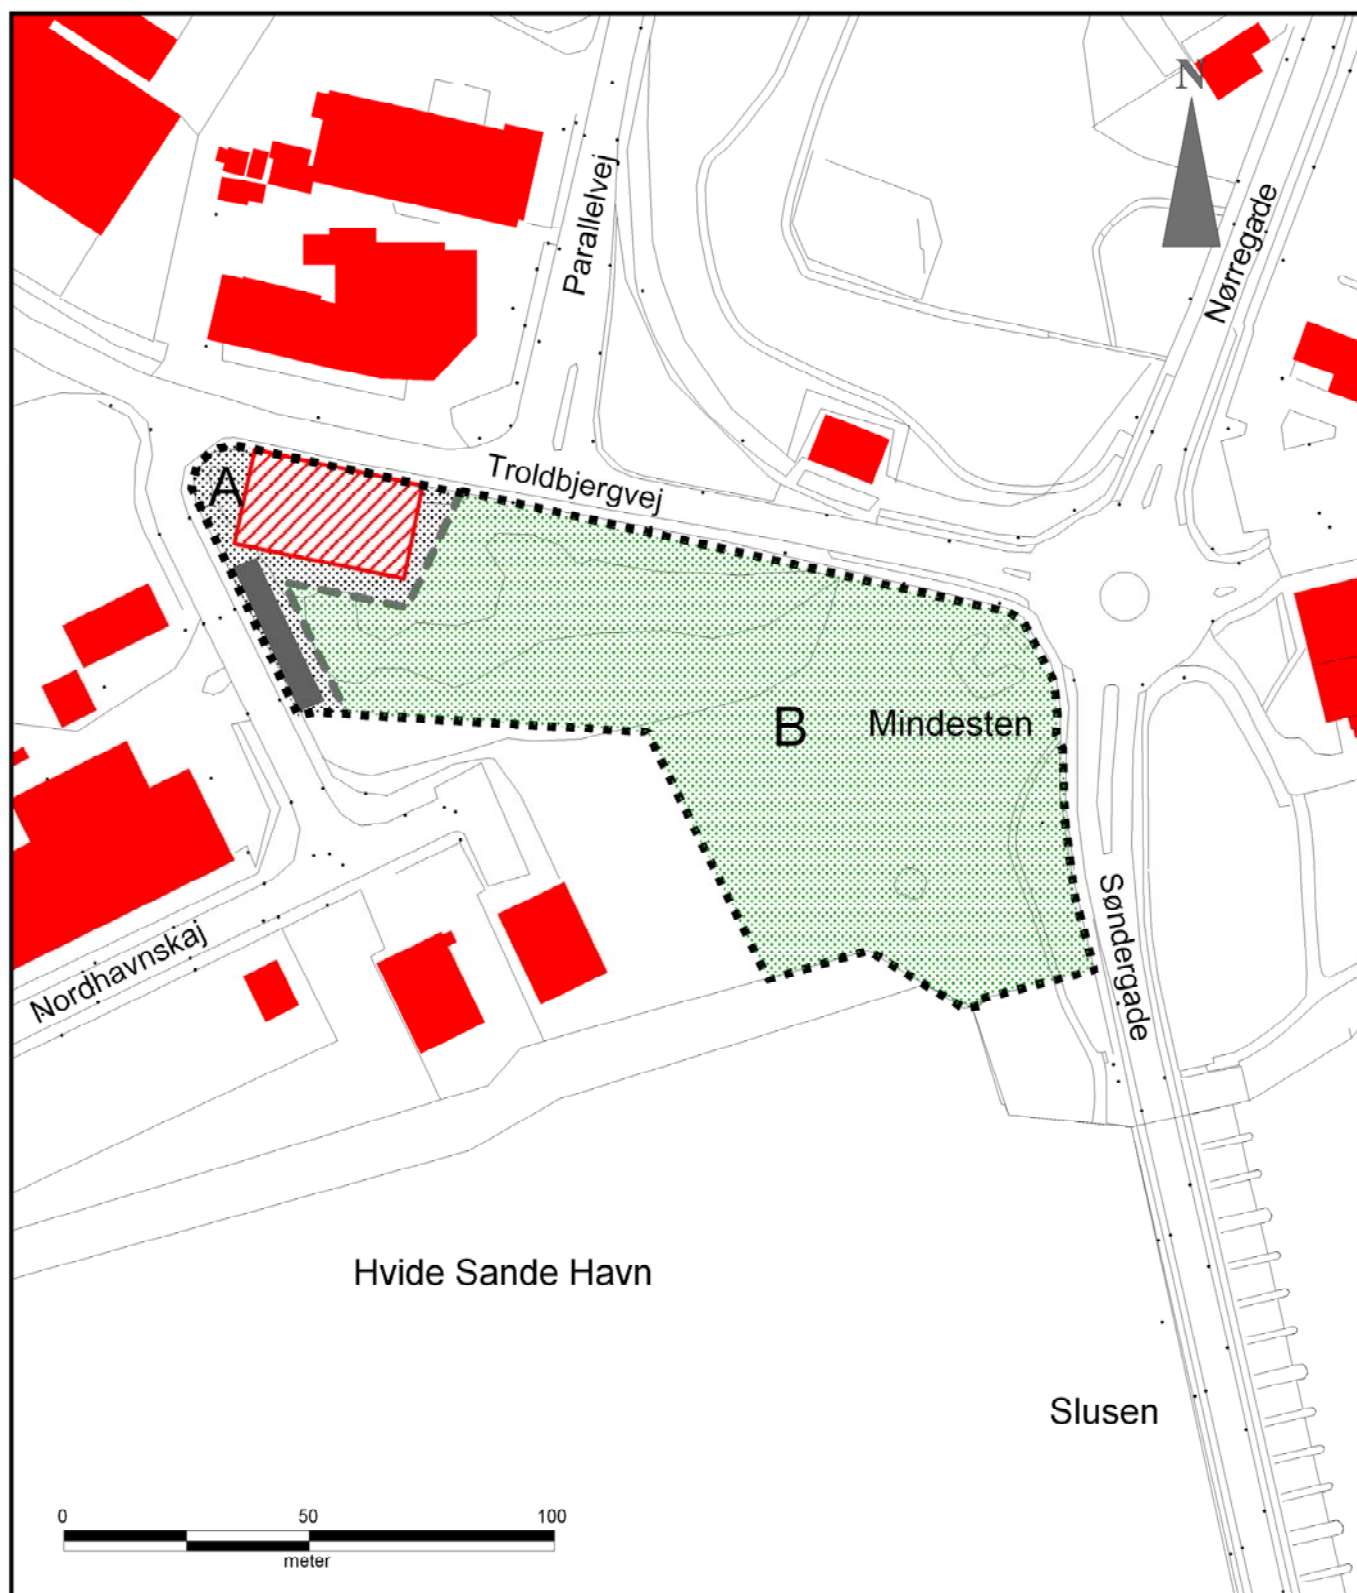 N
Parallelvej
Nørregade
A
Troldbjergvej
B
Mindesten
Søndergade
Nordhavnskaj
Hvide Sande Havn
Slusen
0 50 100
meter